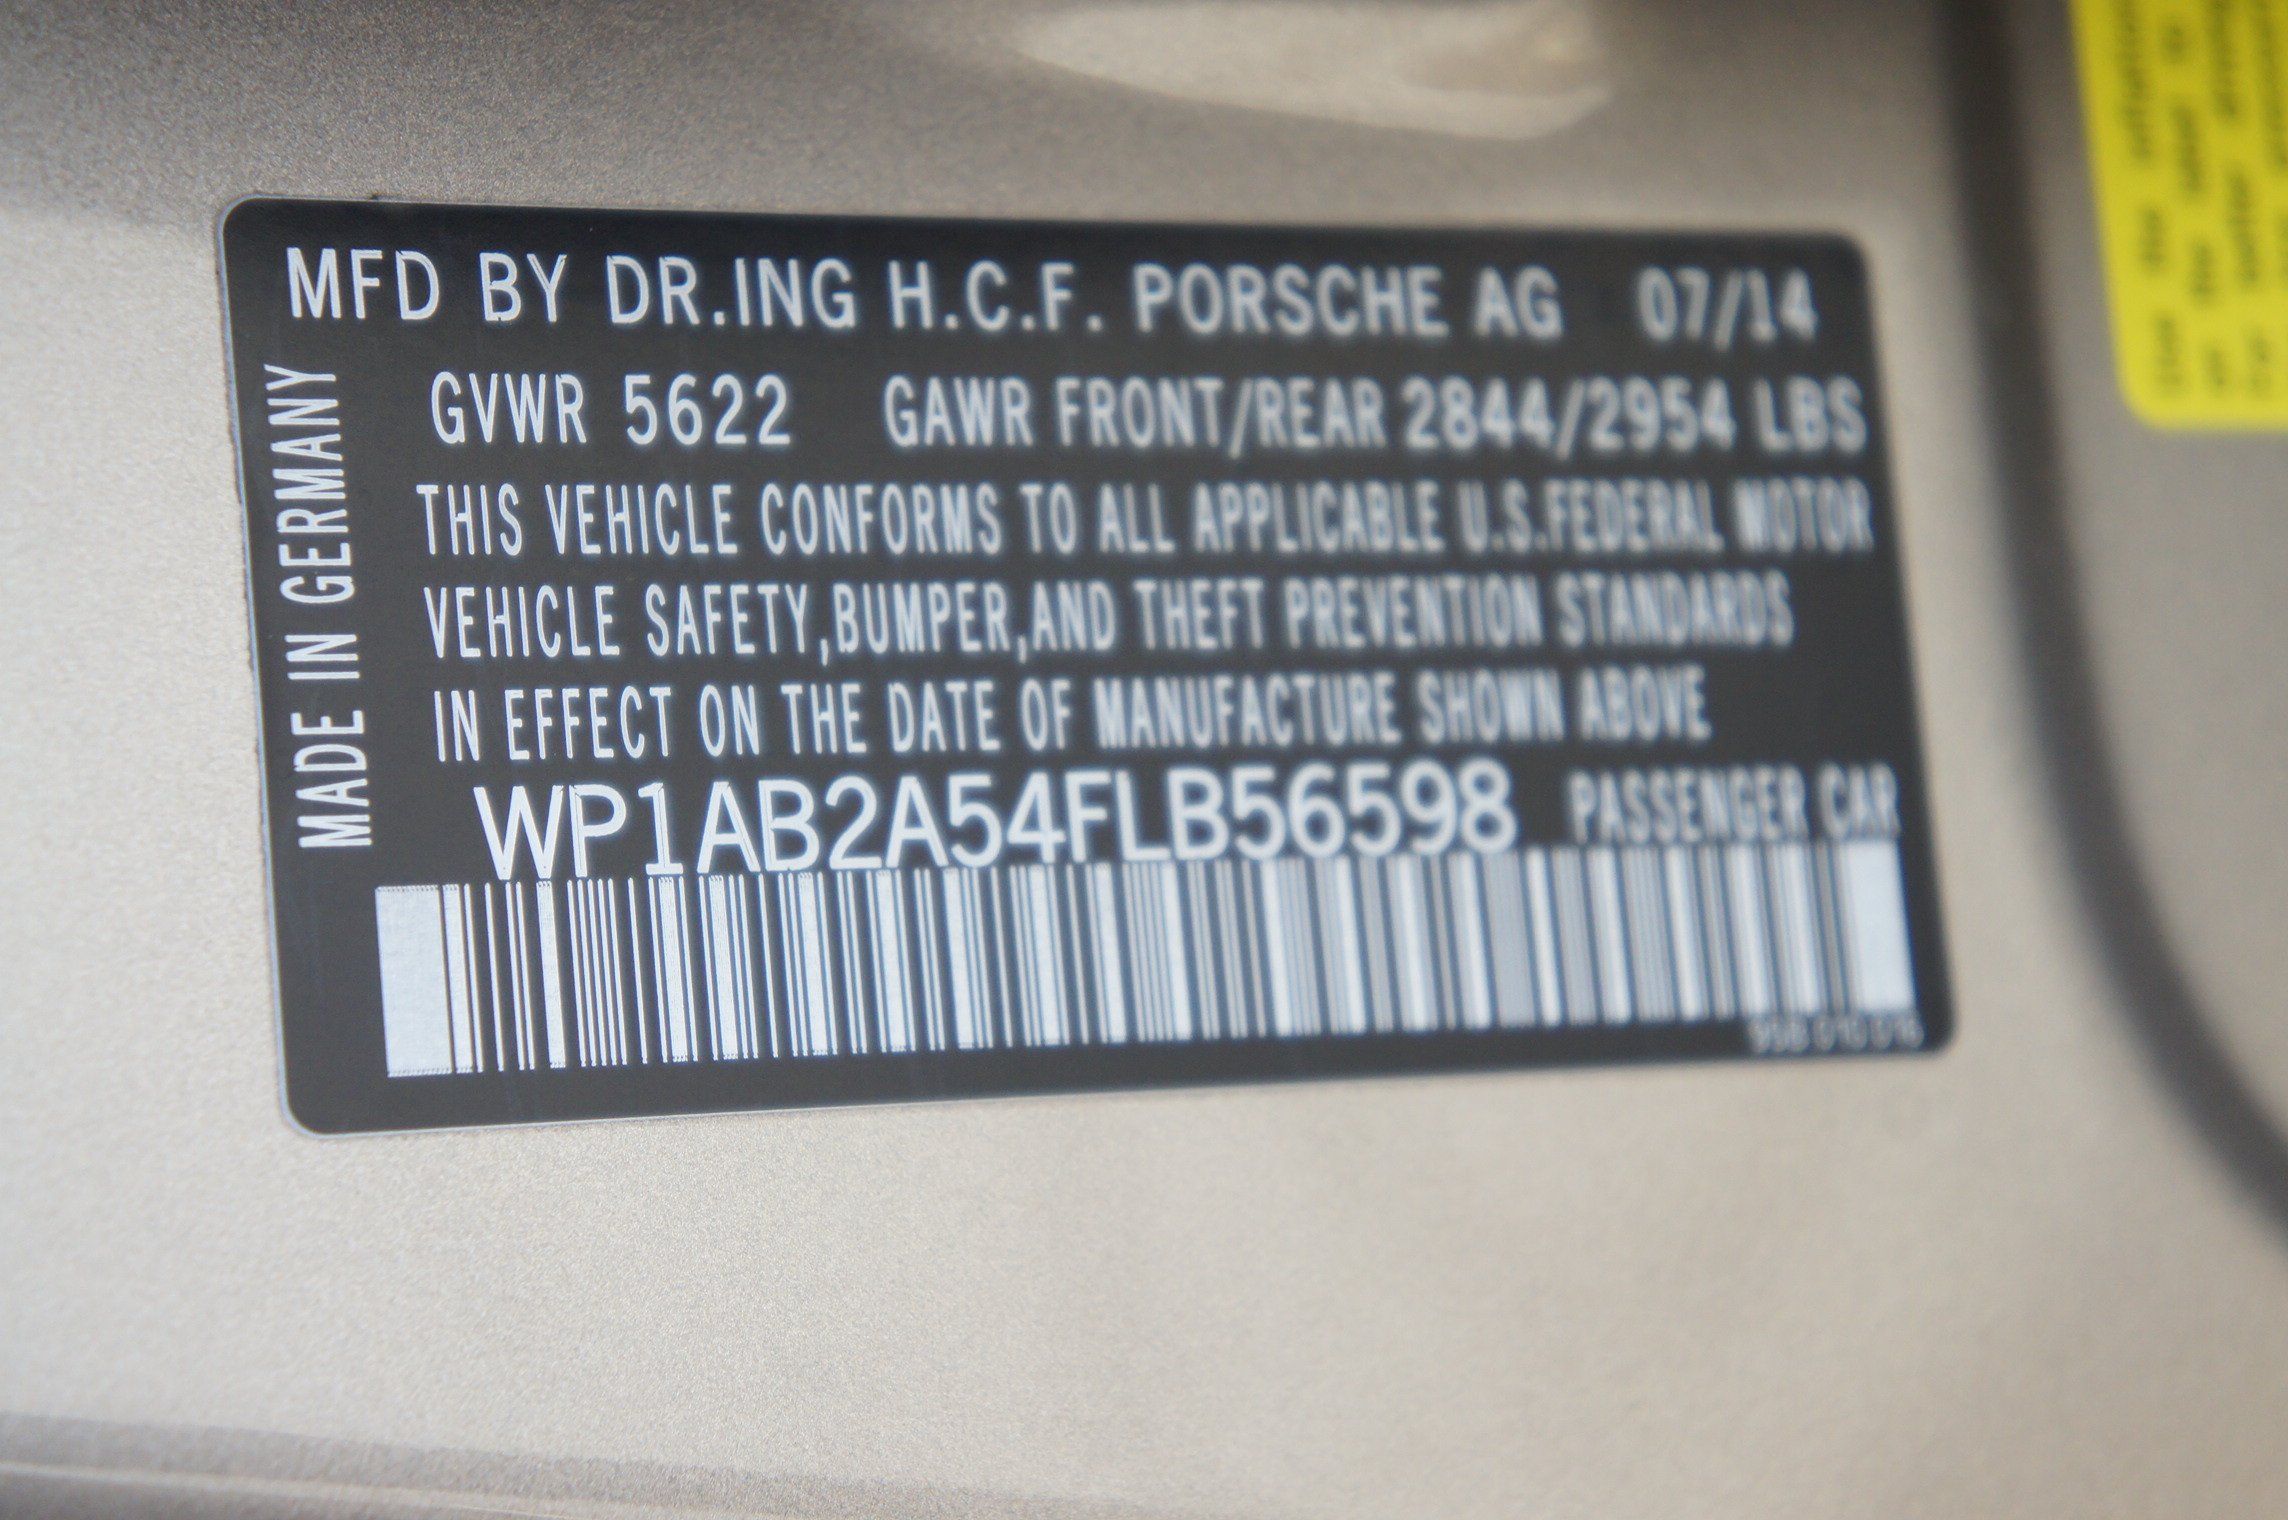 MFD BY DR.ING H.C.F. PORSCHE AG 07/14
GVWR 5622 GAWR FRONT/REAR 2844/2954 LBS
THIS VEHICLE CONFORMS TO ALL APPLICABLE U.S.FEDERAL MOTOR
VEHICLE SAFETY,BUMPER,AND THEFT PREVENTION STANDARDS
IN EFFECT ON THE DATE OF MANUFACTURE SHOWN ABOVE
WP1AB2A54FLB56598 PASSENGER CAR
MADE IN GERMANY